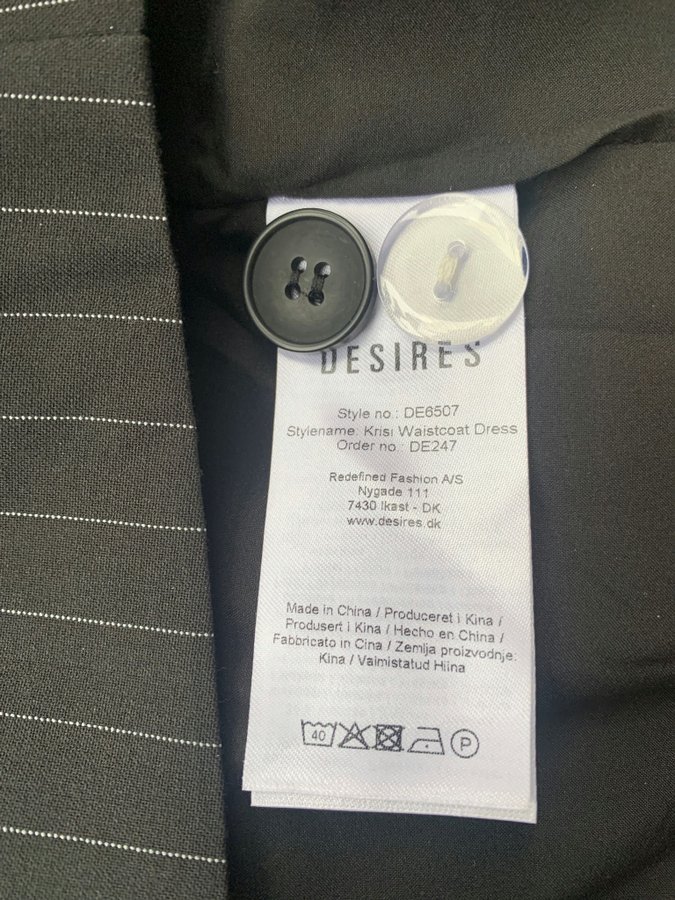 DESIRES
Style no.: DE6507
Stylename: Krisi Waistcoat Dress
Order no.: DE247
Redefined Fashion A/S
Nygade 111
7430 Ikast - DK
www.desires.dk
Made in China / Produceret i Kina /
Produsert i Kina / Hecho en China /
Fabbricato in Cina / Zemlja proizvodnje:
Kina / Valmistatud Hiina
40
P